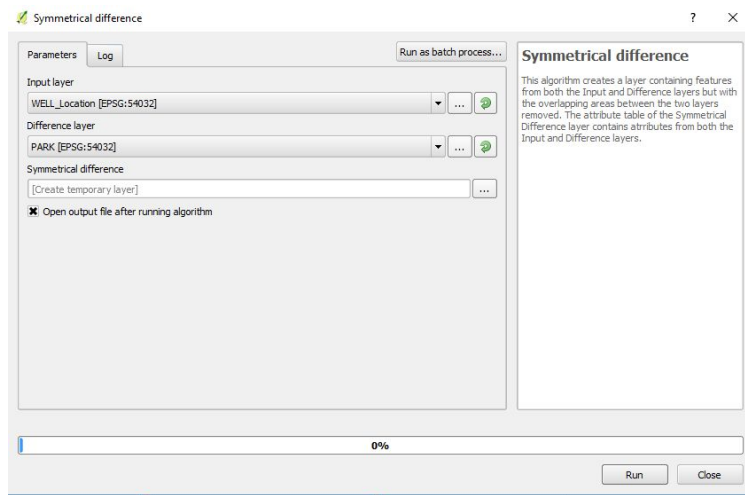 Symmetrical difference
?
Parameters
Log
Run as batch process...
Input layer
WELL_Location [EPSG:54032]
...
Difference layer
PARK [EPSG:54032]
...
Symmetrical difference
[Create temporary layer]
...
Open output file after running algorithm
Symmetrical difference
This algorithm creates a layer containing features
from both the Input and Difference layers but with
the overlapping areas between the two layers
removed. The attribute table of the Symmetrical
Difference layer contains atrributes from both the
Input and Difference layers.
0%
Run
Close